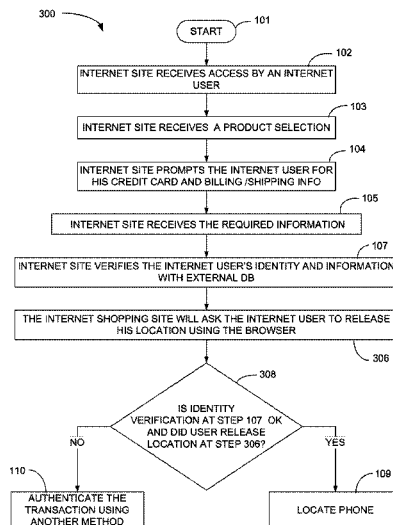 300
START
101
102
INTERNET SITE RECEIVES ACCESS BY AN INTERNET
USER
103
INTERNET SITE RECEIVES A PRODUCT SELECTION
104
INTERNET SITE PROMPTS THE INTERNET USER FOR
HIS CREDIT CARD AND BILLING /SHIPPING INFO
105
INTERNET SITE RECEIVES THE REQUIRED INFORMATION
107
INTERNET SITE VERIFIES THE INTERNET USER'S IDENTITY AND INFORMATION
WITH EXTERNAL DB
THE INTERNET SHOPPING SITE WILL ASK THE INTERNET USER TO RELEASE
HIS LOCATION USING THE BROWSER
306
308
IS IDENTITY
VERIFICATION AT STEP 107 OK
AND DID USER RELEASE
LOCATION AT STEP 306?
NO
YES
110
AUTHENTICATE THE
TRANSACTION USING
ANOTHER METHOD
109
LOCATE PHONE